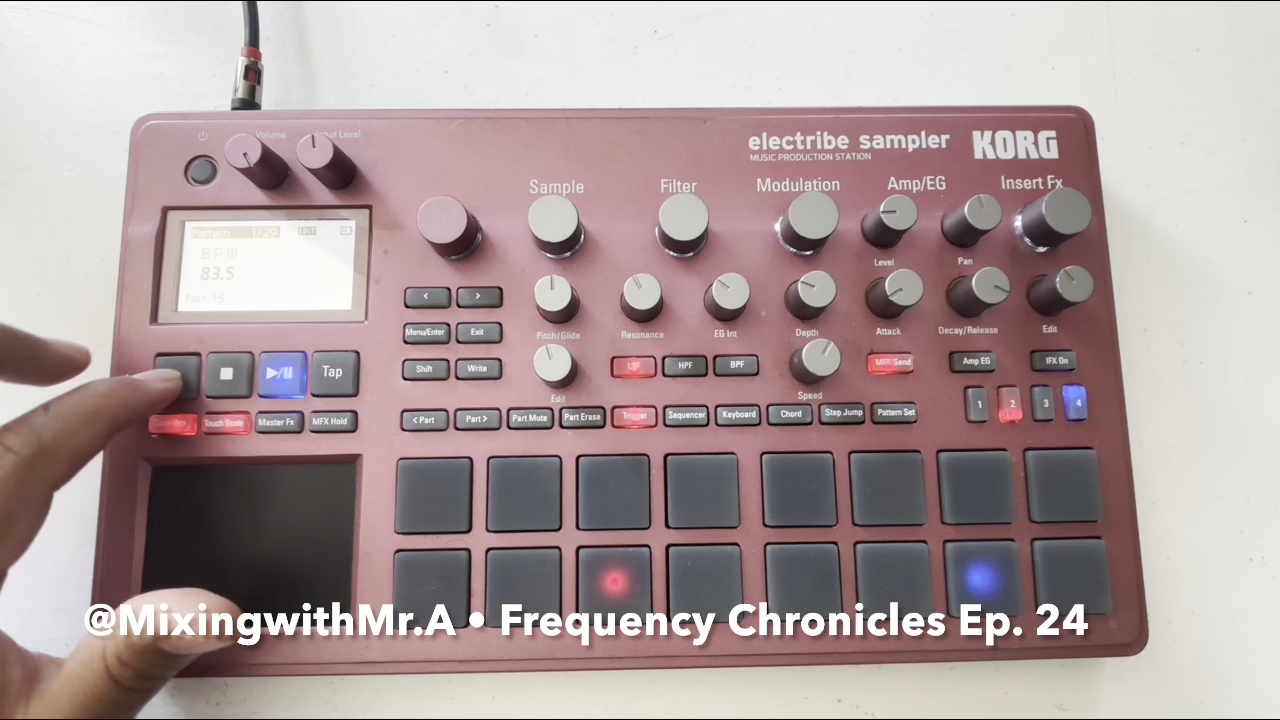 Volume
Input Level
electribe sampler
KORG
MUSIC PRODUCTION STATION
Sample
Filter
Modulation
Amp/EG
Insert Fx
Pattern 1/29
EDIT
BPM
83.5
Part 15
Level
Pan
<
>
Menu/Enter
Exit
Pitch/Glide
Resonance
EG Int
Depth
Attack
Decay/Release
Edit
Shift
Write
LPF
HPF
BPF
MFX Send
Amp EG
IFX On
Tap
Edit
Speed
1
2
3
4
Touch Scale
Master Fx
MFX Hold
< Part
Part >
Part Mute
Part Erase
Trigger
Sequencer
Keyboard
Chord
Step Jump
Pattern Set
@MixingwithMr.A • Frequency Chronicles Ep. 24